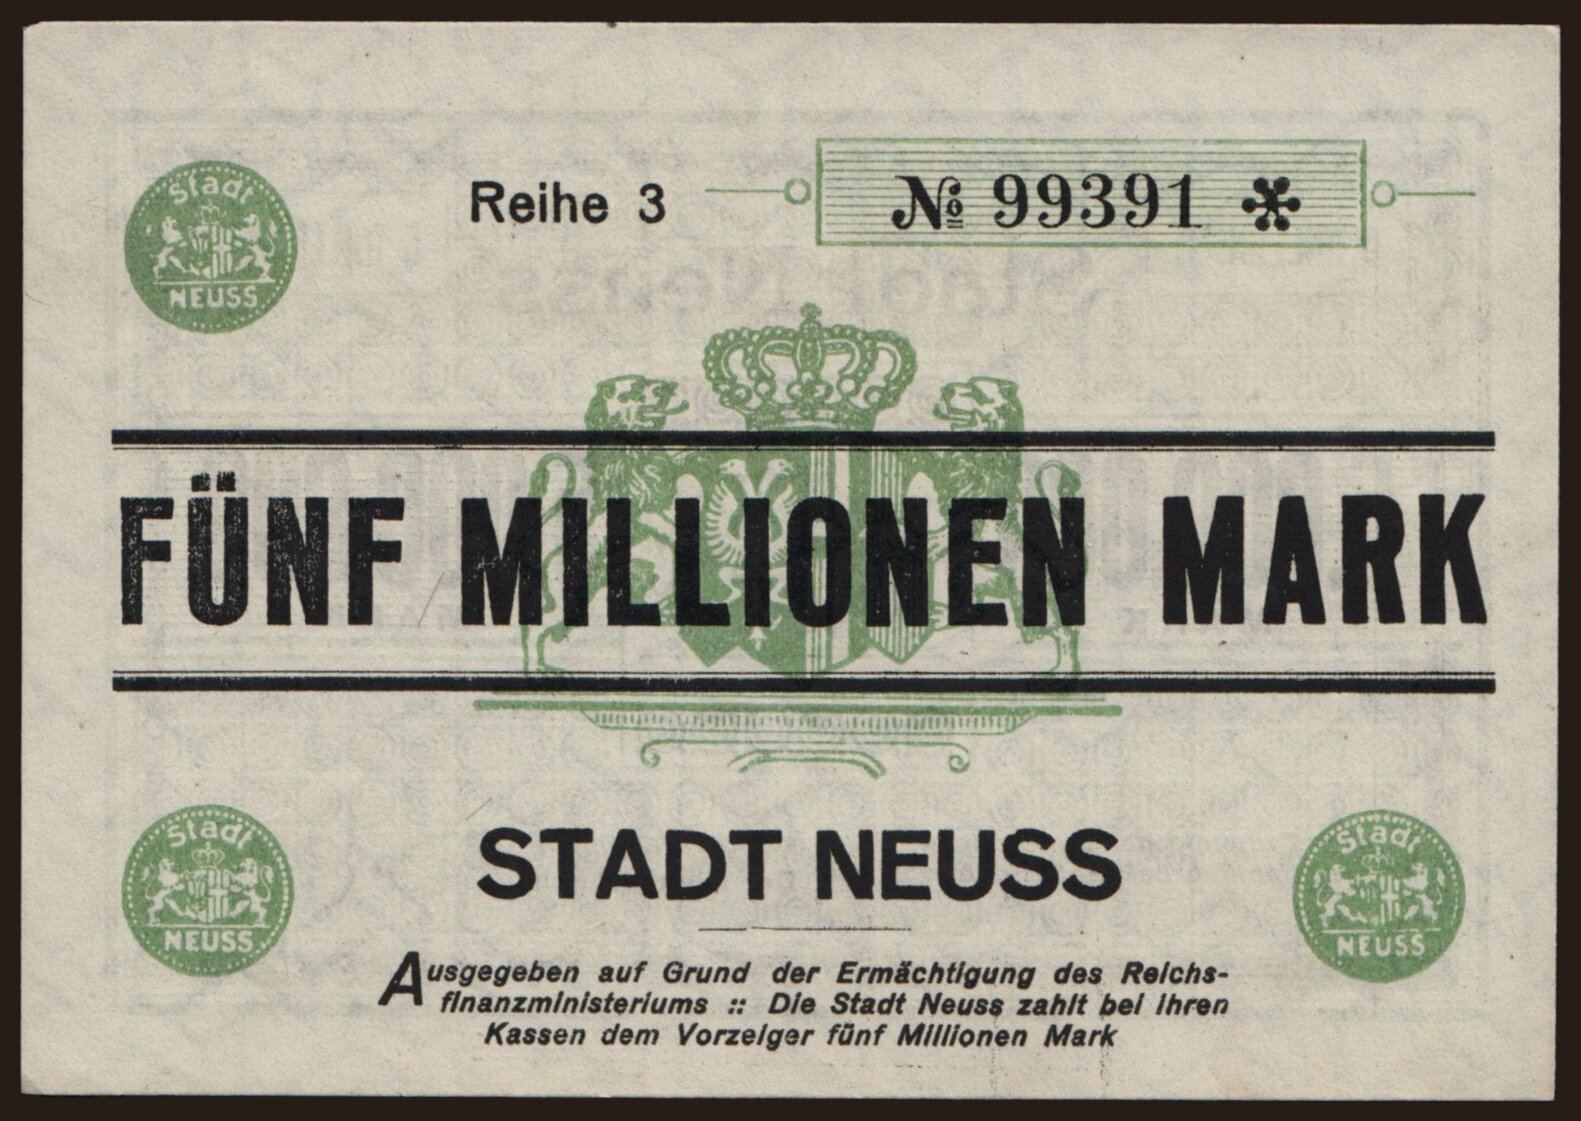 Stadt
NEUSS
Reihe 3
№ 99391 *
FÜNF MILLIONEN MARK
STADT NEUSS
Ausgegeben auf Grund der Ermächtigung des Reichs-
finanzministeriums :: Die Stadt Neuss zahlt bei ihren
Kassen dem Vorzeiger fünf Millionen Mark
Stadt
NEUSS
Stadt
NEUSS